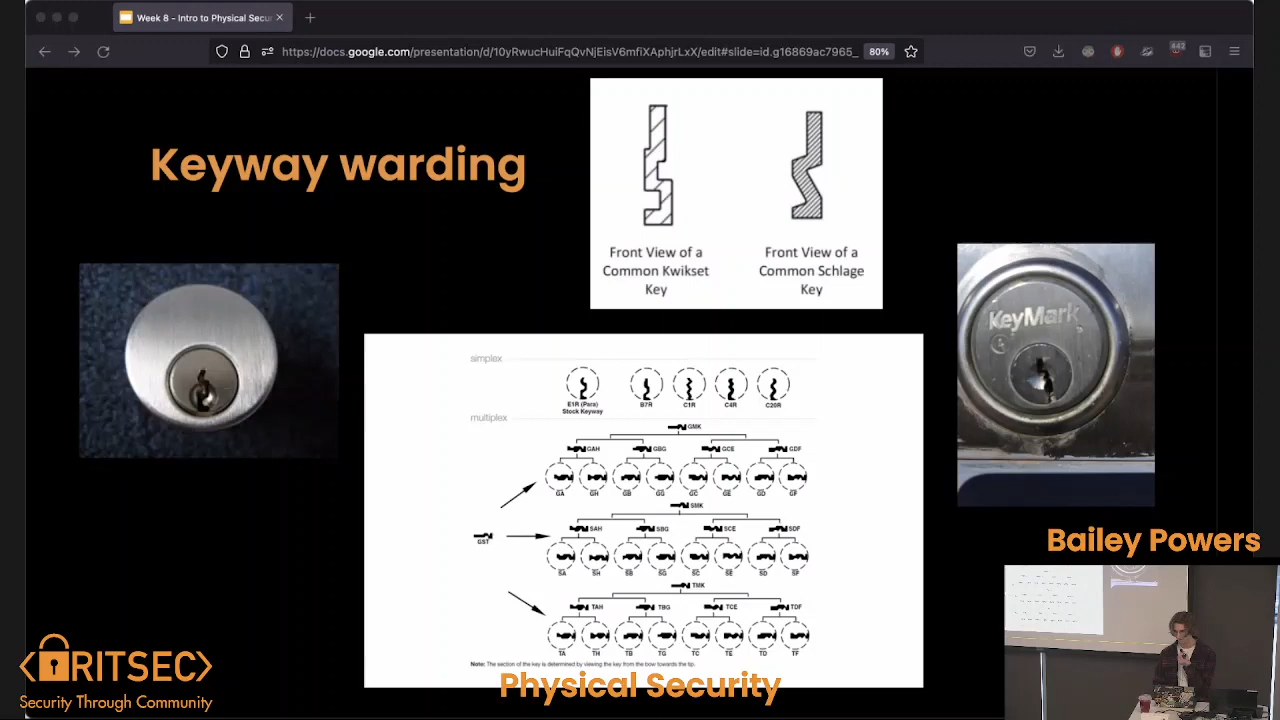 Week 8 - Intro to Physical Secur
https://docs.google.com/presentation/d/10yRwucHuiFqQvNjEisV6mfiXAphjrLxX/edit#slide=id.g16869ac7965_
80%
443
Keyway warding
Front View of a
Common Kwikset
Key
Front View of a
Common Schlage
Key
KeyMark
simplex
E1R (Para)
Stock Keyway
B7R
C1R
C4R
C20R
multiplex
GMK
GAH
GBG
GCE
GDF
GA
GH
GB
GG
GC
GE
GD
GF
SMK
SAH
SBG
SCE
SDF
GST
SA
SH
SB
SG
SC
SE
SD
SF
TMK
TAH
TBG
TCE
TDF
TA
TH
TB
TG
TC
TE
TD
TF
Note: The section of the key is determined by viewing the key from the bow towards the tip.
Bailey Powers
RITSEC
Security Through Community
Physical Security